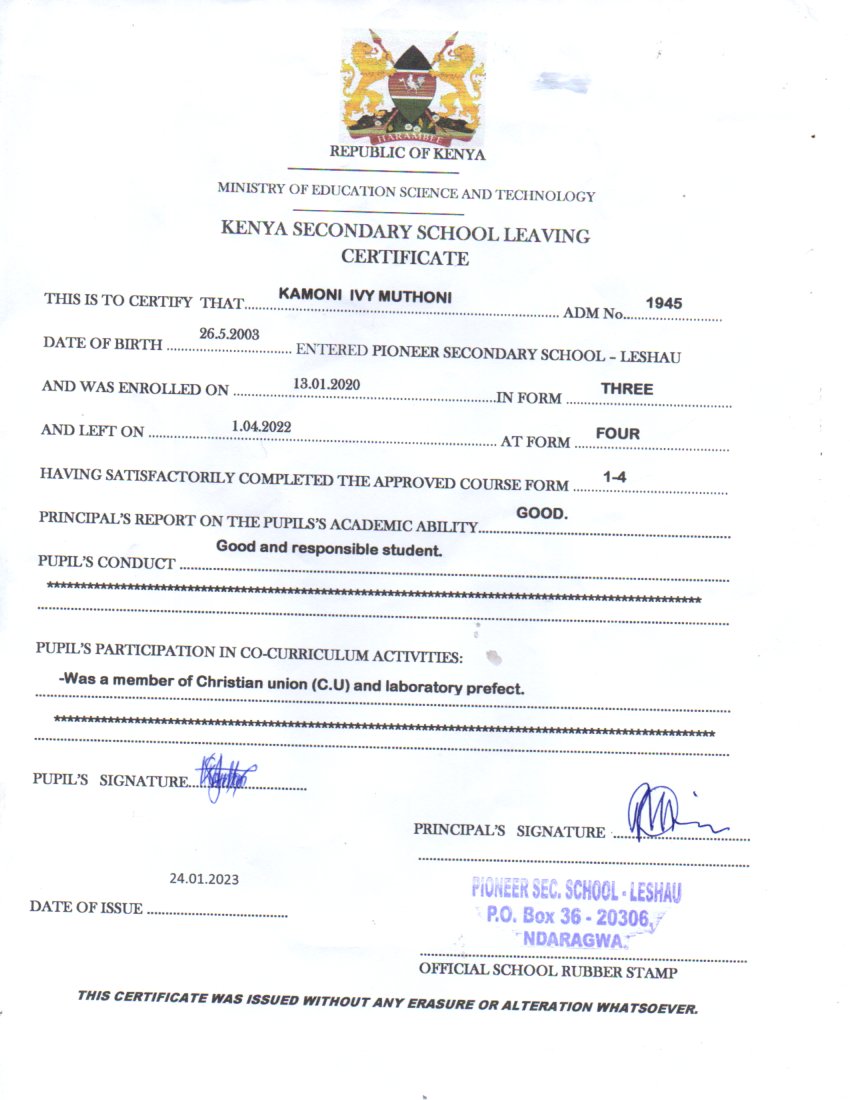 HARAMBEE
REPUBLIC OF KENYA
MINISTRY OF EDUCATION SCIENCE AND TECHNOLOGY
KENYA SECONDARY SCHOOL LEAVING
CERTIFICATE
THIS IS TO CERTIFY THAT KAMONI IVY MUTHONI ADM No. 1945
DATE OF BIRTH 26.5.2003 ENTERED PIONEER SECONDARY SCHOOL – LESHAU
AND WAS ENROLLED ON 13.01.2020 IN FORM THREE
AND LEFT ON 1.04.2022 AT FORM FOUR
HAVING SATISFACTORILY COMPLETED THE APPROVED COURSE FORM 1-4
PRINCIPAL'S REPORT ON THE PUPILS'S ACADEMIC ABILITY GOOD.
PUPIL'S CONDUCT Good and responsible student.
PUPIL'S PARTICIPATION IN CO-CURRICULUM ACTIVITIES:
-Was a member of Christian union (C.U) and laboratory prefect.
PUPIL'S SIGNATURE
PRINCIPAL'S SIGNATURE
DATE OF ISSUE 24.01.2023
PIONEER SEC. SCHOOL - LESHAU
P.O. Box 36 - 20306,
NDARAGWA.
OFFICIAL SCHOOL RUBBER STAMP
THIS CERTIFICATE WAS ISSUED WITHOUT ANY ERASURE OR ALTERATION WHATSOEVER.